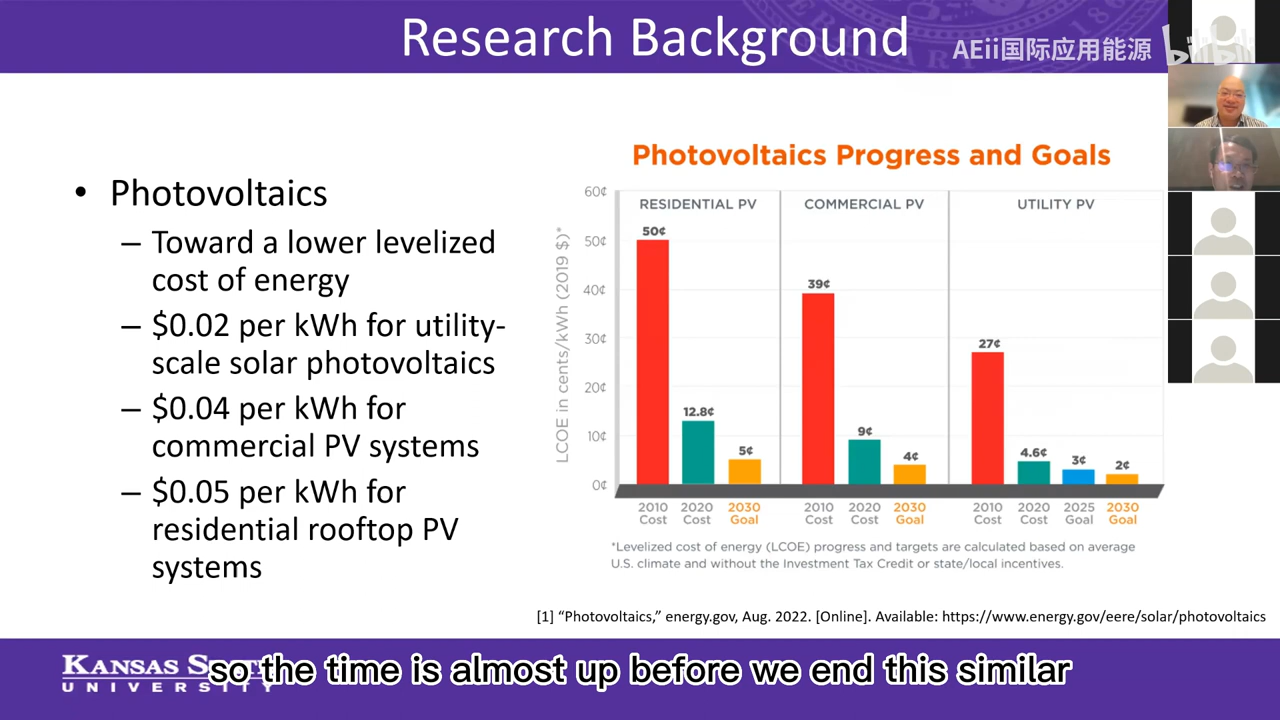 Research Background
AEii国际应用能源
bilibili
• Photovoltaics
– Toward a lower levelized
cost of energy
– $0.02 per kWh for utility-
scale solar photovoltaics
– $0.04 per kWh for
commercial PV systems
– $0.05 per kWh for
residential rooftop PV
systems
Photovoltaics Progress and Goals
LCOE in cents/kWh (2019 $)*
60¢
50¢
40¢
30¢
20¢
10¢
0¢
RESIDENTIAL PV
50¢
12.8¢
5¢
2010 Cost
2020 Cost
2030 Goal
COMMERCIAL PV
39¢
9¢
4¢
2010 Cost
2020 Cost
2030 Goal
UTILITY PV
27¢
4.6¢
3¢
2¢
2010 Cost
2020 Cost
2025 Goal
2030 Goal
*Levelized cost of energy (LCOE) progress and targets are calculated based on average
U.S. climate and without the Investment Tax Credit or state/local incentives.
[1] “Photovoltaics,” energy.gov, Aug. 2022. [Online]. Available: https://www.energy.gov/eere/solar/photovoltaics
KANSAS
UNIVERSITY
so the time is almost up before we end this similar